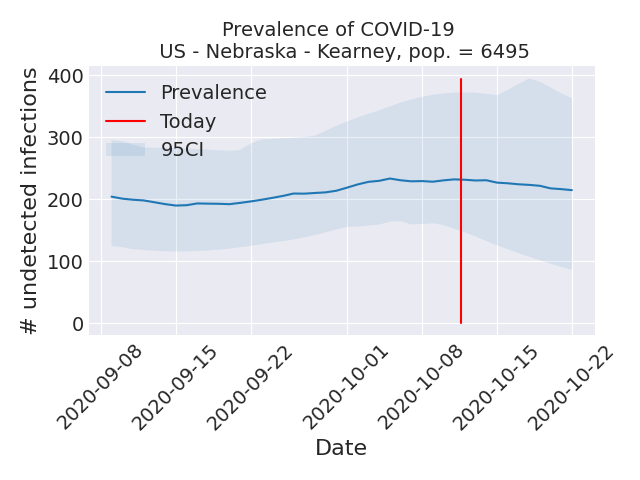 Prevalence of COVID-19
US - Nebraska - Kearney, pop. = 6495
# undetected infections
400
300
200
100
0
Prevalence
Today
95CI
2020-09-08
2020-09-15
2020-09-22
2020-10-01
2020-10-08
2020-10-15
2020-10-22
Date